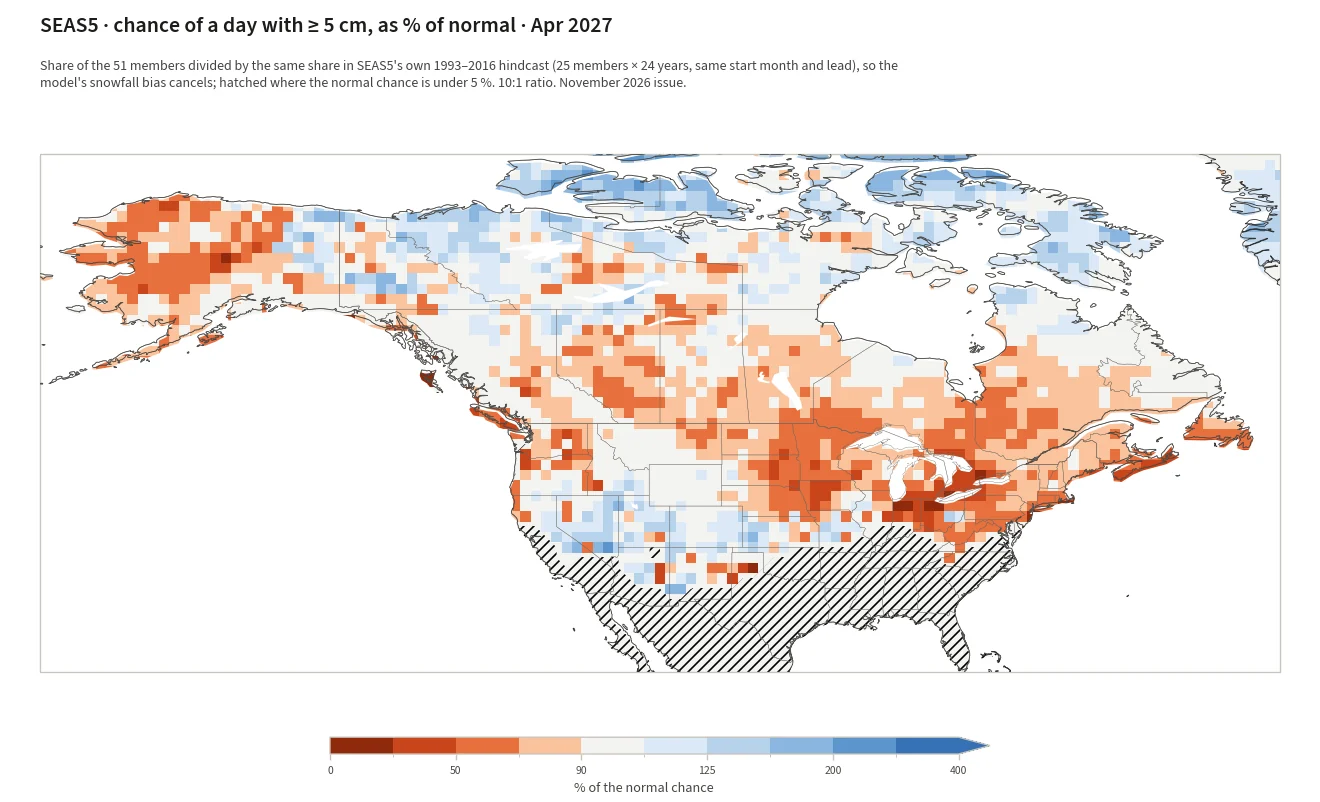 SEAS5 · chance of a day with ≥ 5 cm, as % of normal · Apr 2027
Share of the 51 members divided by the same share in SEAS5's own 1993–2016 hindcast (25 members × 24 years, same start month and lead), so the
model's snowfall bias cancels; hatched where the normal chance is under 5 %. 10:1 ratio. November 2026 issue.
0 50 90 125 200 400
% of the normal chance